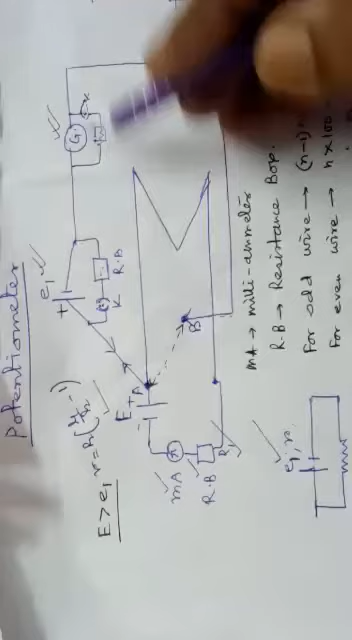 Potentiometer
E > e₁
r = R(l₁/l₂ - 1)
e₁
+
K
R.B
G
E
+
-
A
B
mA
R.B
e₁, r
mA → milli-ammeter
R.B → Resistance Box.
For odd wire → (n-1)
For even wire → n×100